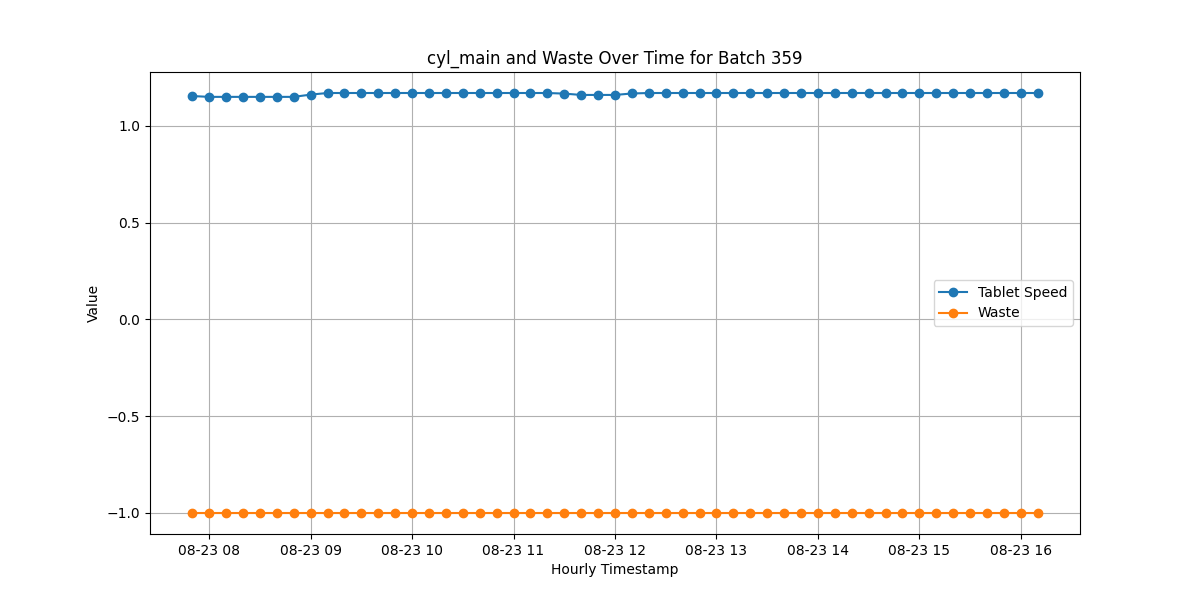 cyl_main and Waste Over Time for Batch 359
1.0
0.5
0.0
−0.5
−1.0
Value
Tablet Speed
Waste
08-23 08
08-23 09
08-23 10
08-23 11
08-23 12
08-23 13
08-23 14
08-23 15
08-23 16
Hourly Timestamp